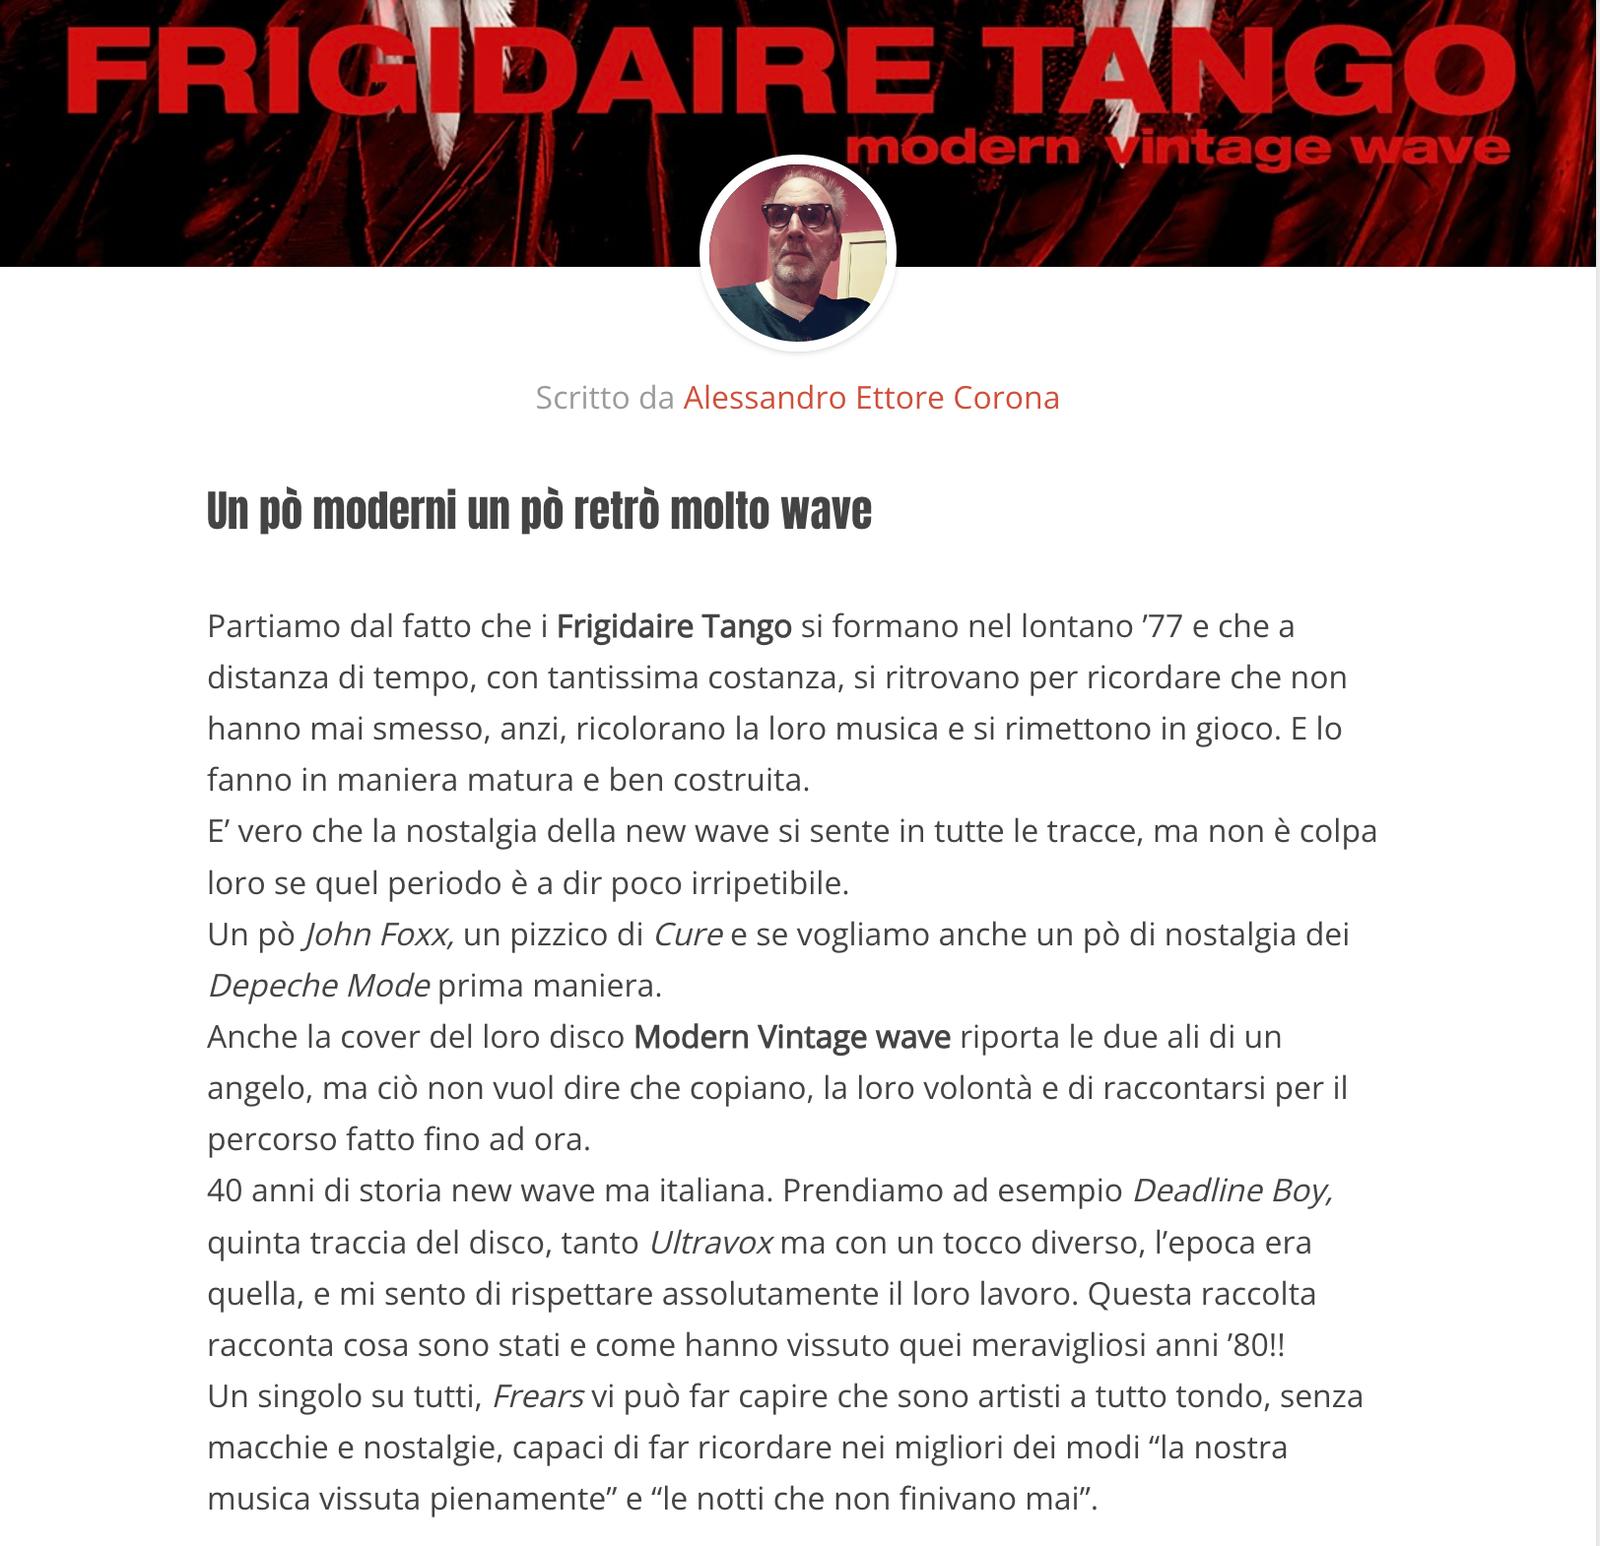 FRIGIDAIRE TANGO
modern vintage wave
Scritto da Alessandro Ettore Corona
Un pò moderni un pò retrò molto wave
Partiamo dal fatto che i Frigidaire Tango si formano nel lontano ’77 e che a
distanza di tempo, con tantissima costanza, si ritrovano per ricordare che non
hanno mai smesso, anzi, ricolorano la loro musica e si rimettono in gioco. E lo
fanno in maniera matura e ben costruita.
E’ vero che la nostalgia della new wave si sente in tutte le tracce, ma non è colpa
loro se quel periodo è a dir poco irripetibile.
Un pò John Foxx, un pizzico di Cure e se vogliamo anche un pò di nostalgia dei
Depeche Mode prima maniera.
Anche la cover del loro disco Modern Vintage wave riporta le due ali di un
angelo, ma ciò non vuol dire che copiano, la loro volontà e di raccontarsi per il
percorso fatto fino ad ora.
40 anni di storia new wave ma italiana. Prendiamo ad esempio Deadline Boy,
quinta traccia del disco, tanto Ultravox ma con un tocco diverso, l’epoca era
quella, e mi sento di rispettare assolutamente il loro lavoro. Questa raccolta
racconta cosa sono stati e come hanno vissuto quei meravigliosi anni ’80!!
Un singolo su tutti, Frears vi può far capire che sono artisti a tutto tondo, senza
macchie e nostalgie, capaci di far ricordare nei migliori dei modi “la nostra
musica vissuta pienamente” e “le notti che non finivano mai”.